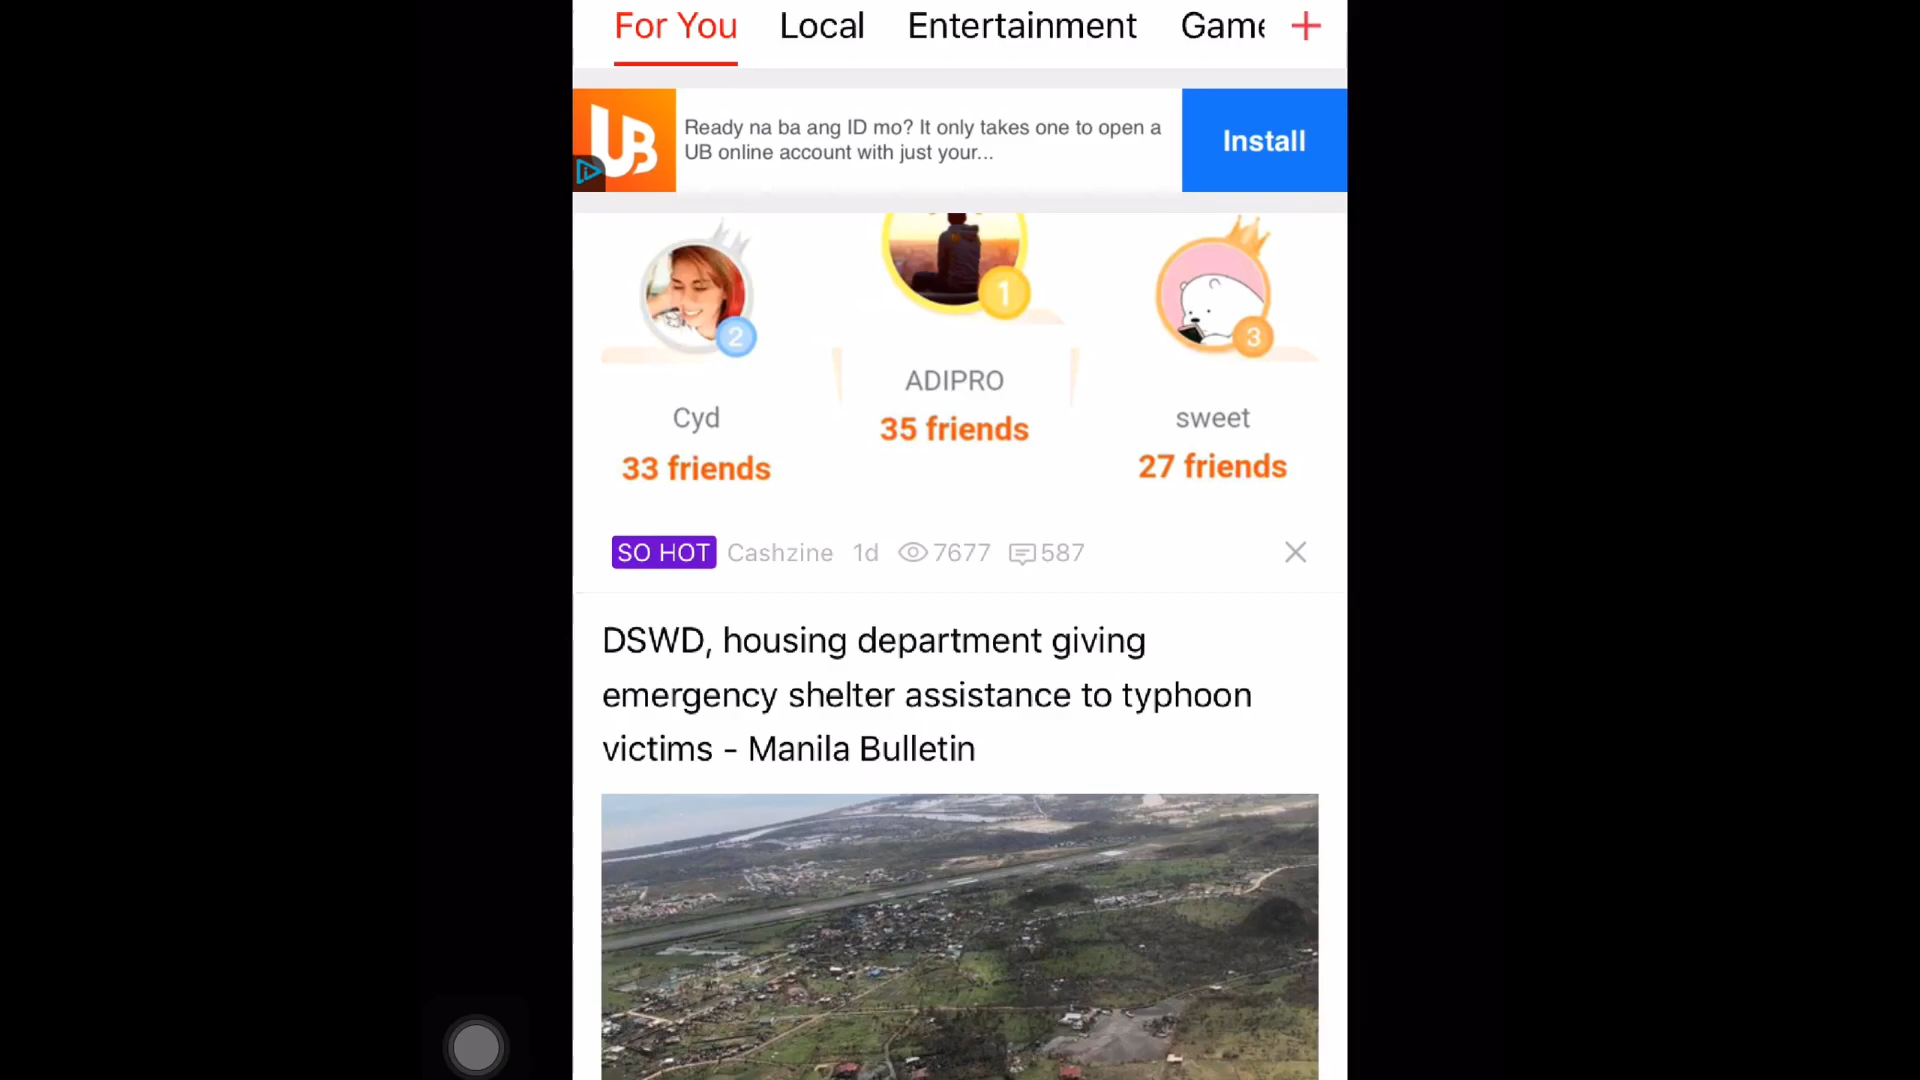 For You Local Entertainment Game
UB
Ready na ba ang ID mo? It only takes one to open a
UB online account with just your...
Install
1
2
3
ADIPRO
35 friends
Cyd
33 friends
sweet
27 friends
SO HOT Cashzine 1d 7677 587
DSWD, housing department giving
emergency shelter assistance to typhoon
victims - Manila Bulletin